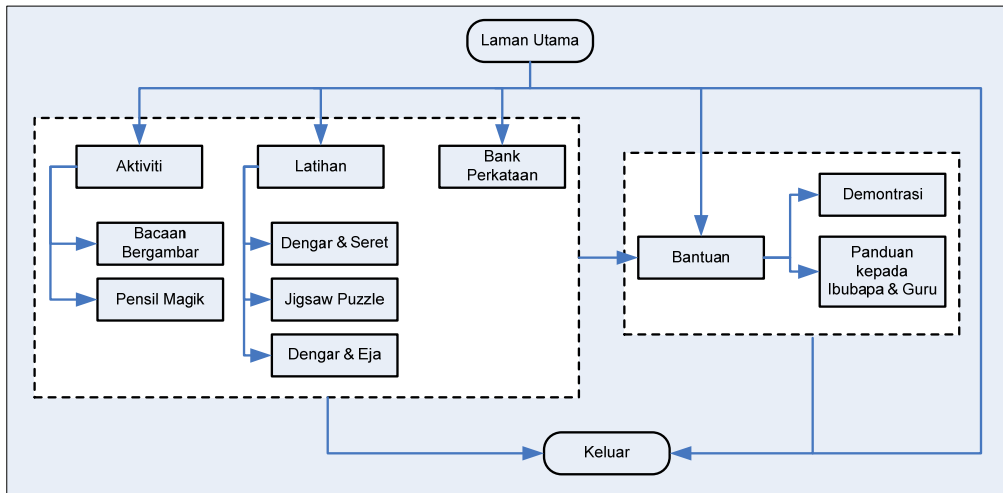 Laman Utama
Aktiviti
Latihan
Bank
Perkataan
Bacaan
Bergambar
Pensil Magik
Dengar & Seret
Jigsaw Puzzle
Dengar & Eja
Bantuan
Demontrasi
Panduan
kepada
Ibubapa & Guru
Keluar